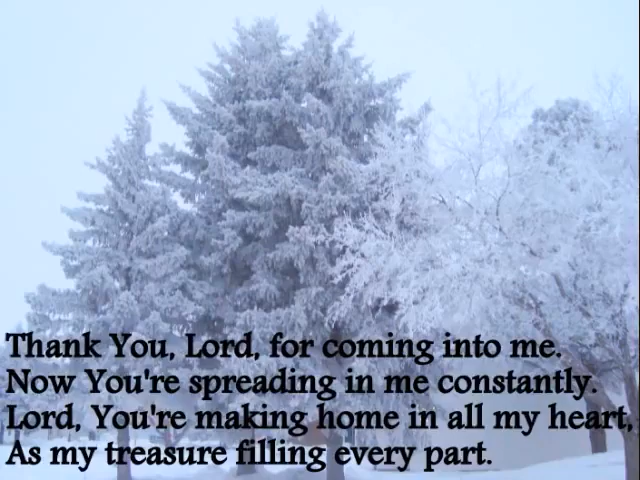 Thank You, Lord, for coming into me.
Now You're spreading in me constantly.
Lord, You're making home in all my heart,
As my treasure filling every part.